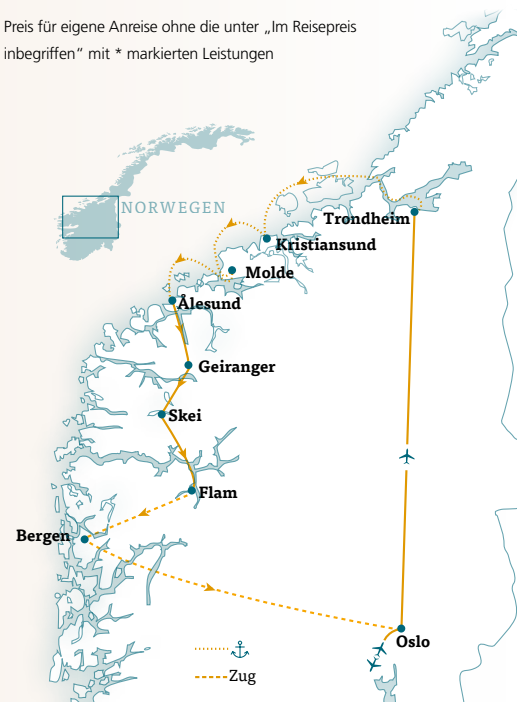 Preis für eigene Anreise ohne die unter „Im Reisepreis
inbegriffen“ mit * markierten Leistungen
NORWEGEN
Trondheim
Kristiansund
Molde
Ålesund
Geiranger
Skei
Flam
Bergen
Oslo
Zug